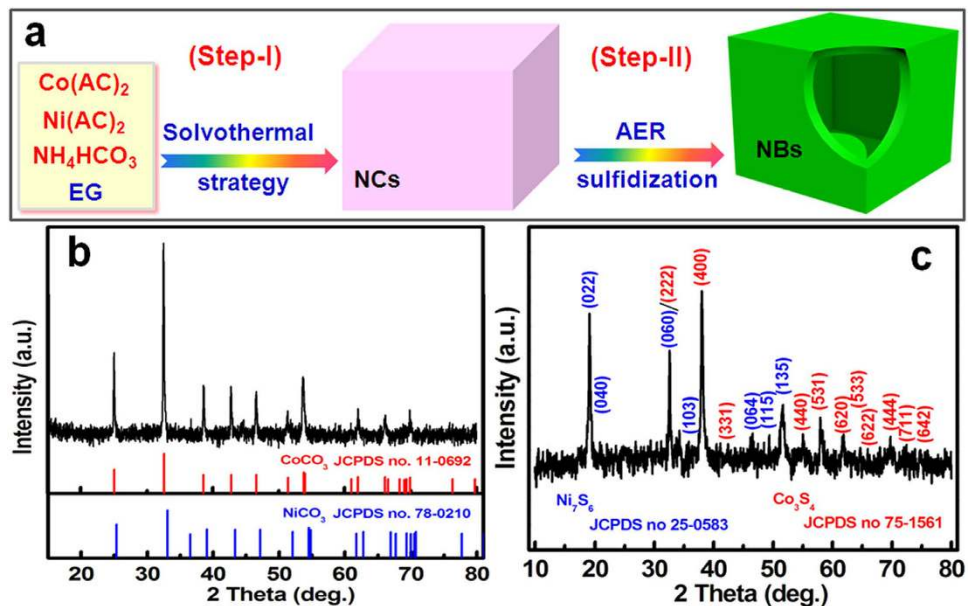 a
(Step-I)
(Step-II)
Co(AC)₂
Ni(AC)₂
NH₄HCO₃
EG
Solvothermal
strategy
NCs
AER
sulfidization
NBs
b
Intensity (a.u.)
CoCO₃ JCPDS no. 11-0692
NiCO₃ JCPDS no. 78-0210
20 30 40 50 60 70 80
2 Theta (deg.)
c
Intensity (a.u.)
(022)
(040)
(060)/(222)
(103)
(400)
(331)
(064)
(115)
(135)
(440)
(531)
(620)
(533)
(622)
(444)
(711)
(642)
Ni₇S₆
JCPDS no 25-0583
Co₃S₄
JCPDS no 75-1561
10 20 30 40 50 60 70 80
2 Theta (deg.)